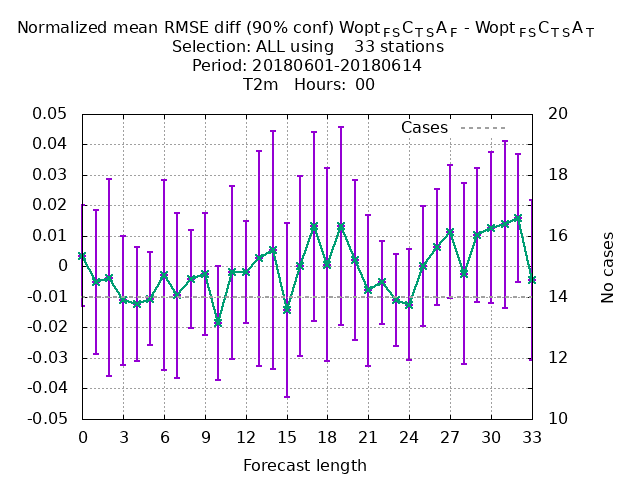 Normalized mean RMSE diff (90% conf) Wopt FS C TS A F - Wopt FS C TS A T
Selection: ALL using    33 stations
Period: 20180601-20180614
T2m   Hours:  00
Cases
0.05
0.04
0.03
0.02
0.01
0
-0.01
-0.02
-0.03
-0.04
-0.05
20
18
16
14
12
10
No cases
0 3 6 9 12 15 18 21 24 27 30 33
Forecast length